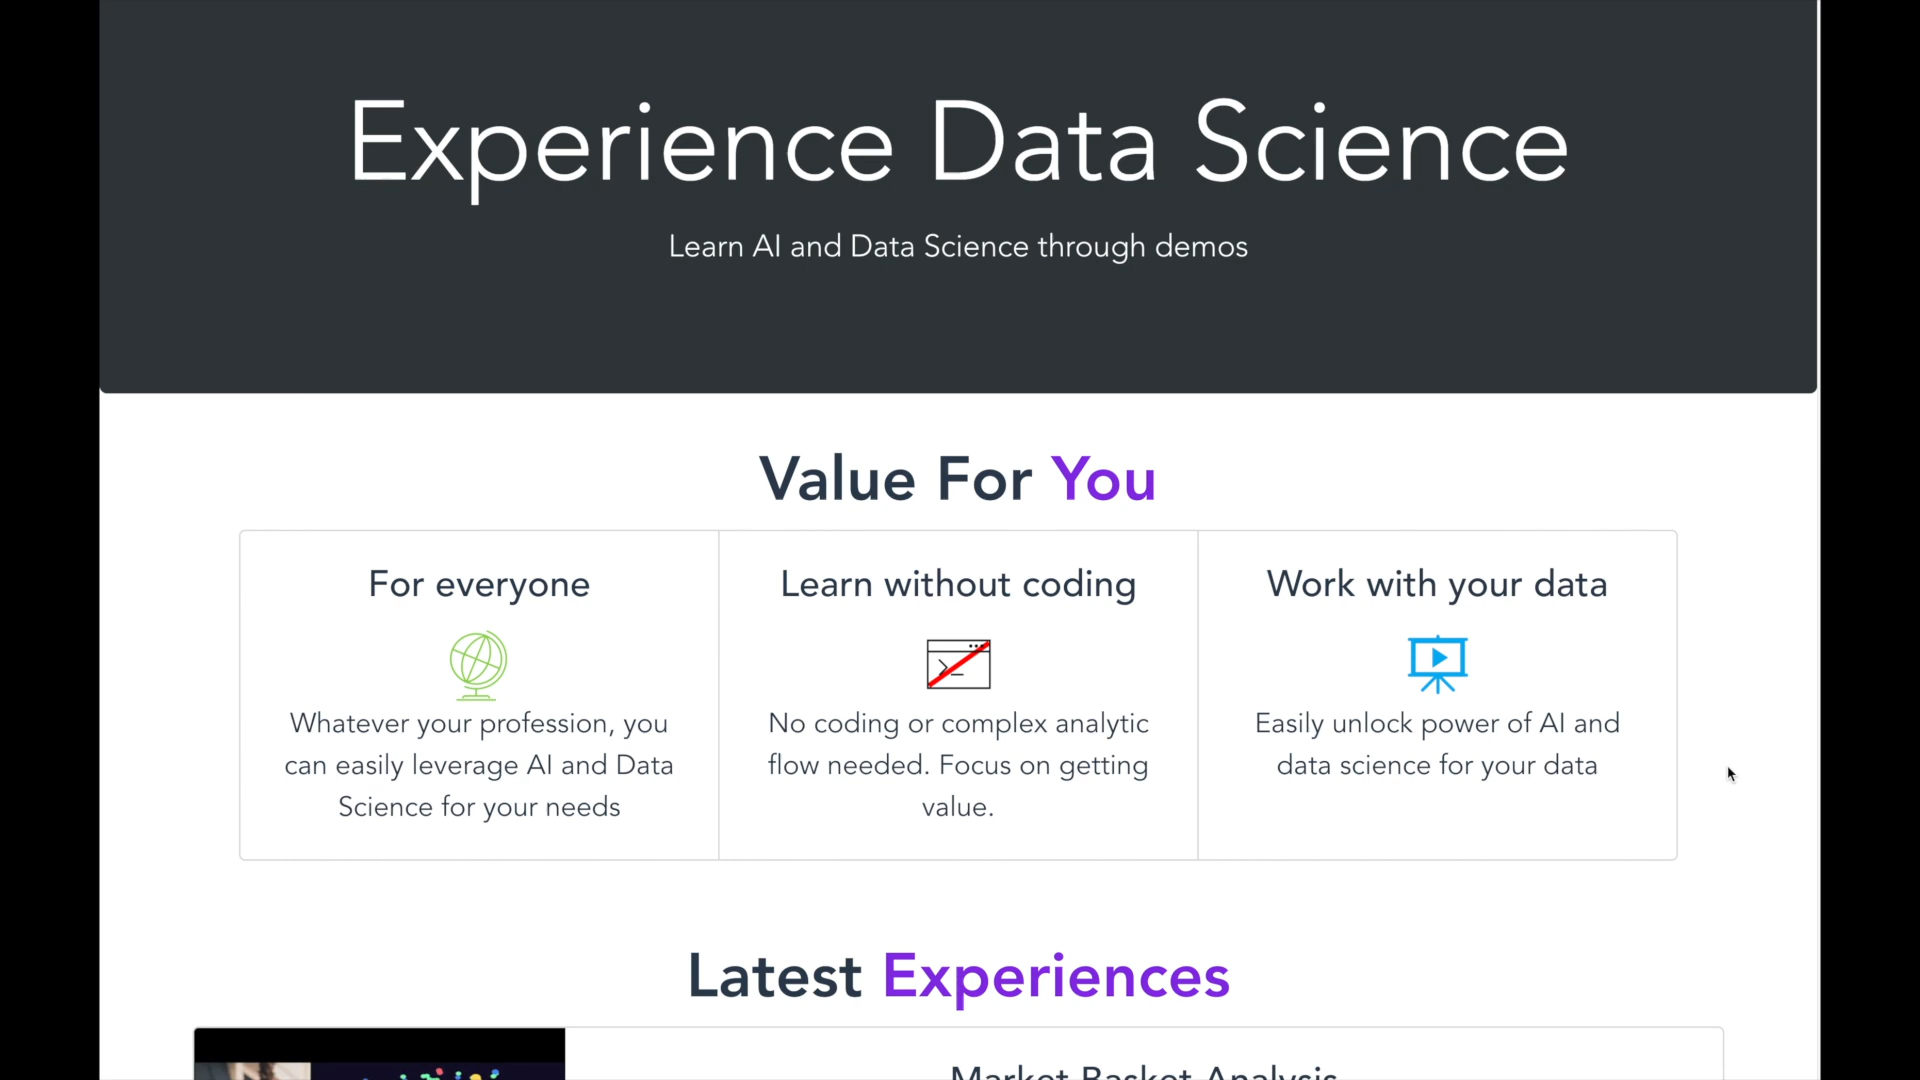 Experience Data Science
Learn AI and Data Science through demos
Value For You
For everyone
Whatever your profession, you
can easily leverage AI and Data
Science for your needs
Learn without coding
No coding or complex analytic
flow needed. Focus on getting
value.
Work with your data
Easily unlock power of AI and
data science for your data
Latest Experiences
Market Basket Analysis